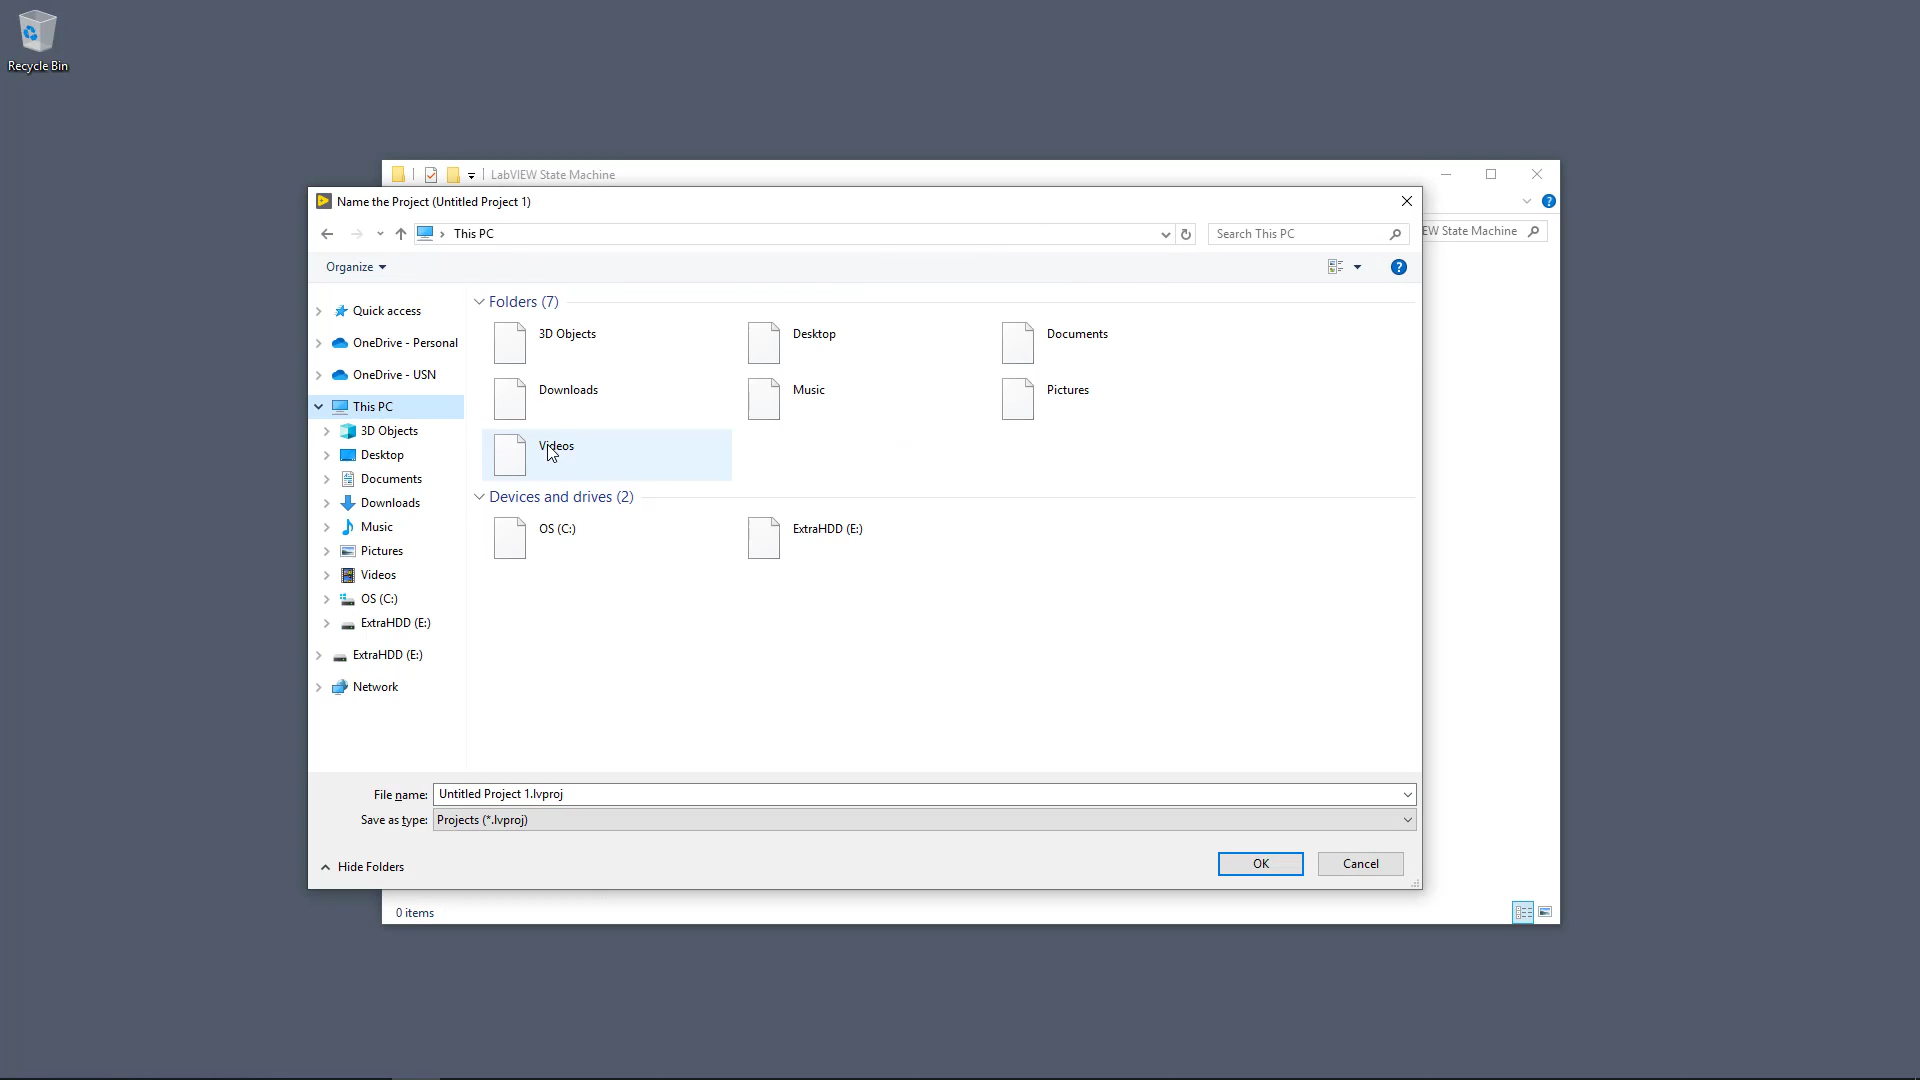 Recycle Bin
LabVIEW State Machine
Name the Project (Untitled Project 1)
This PC
Search This PC
EW State Machine
Organize
Quick access
OneDrive - Personal
OneDrive - USN
This PC
3D Objects
Desktop
Documents
Downloads
Music
Pictures
Videos
OS (C:)
ExtraHDD (E:)
ExtraHDD (E:)
Network
Folders (7)
3D Objects
Desktop
Documents
Downloads
Music
Pictures
Videos
Devices and drives (2)
OS (C:)
ExtraHDD (E:)
File name: Untitled Project 1.lvproj
Save as type: Projects (*.lvproj)
Hide Folders
OK
Cancel
0 items